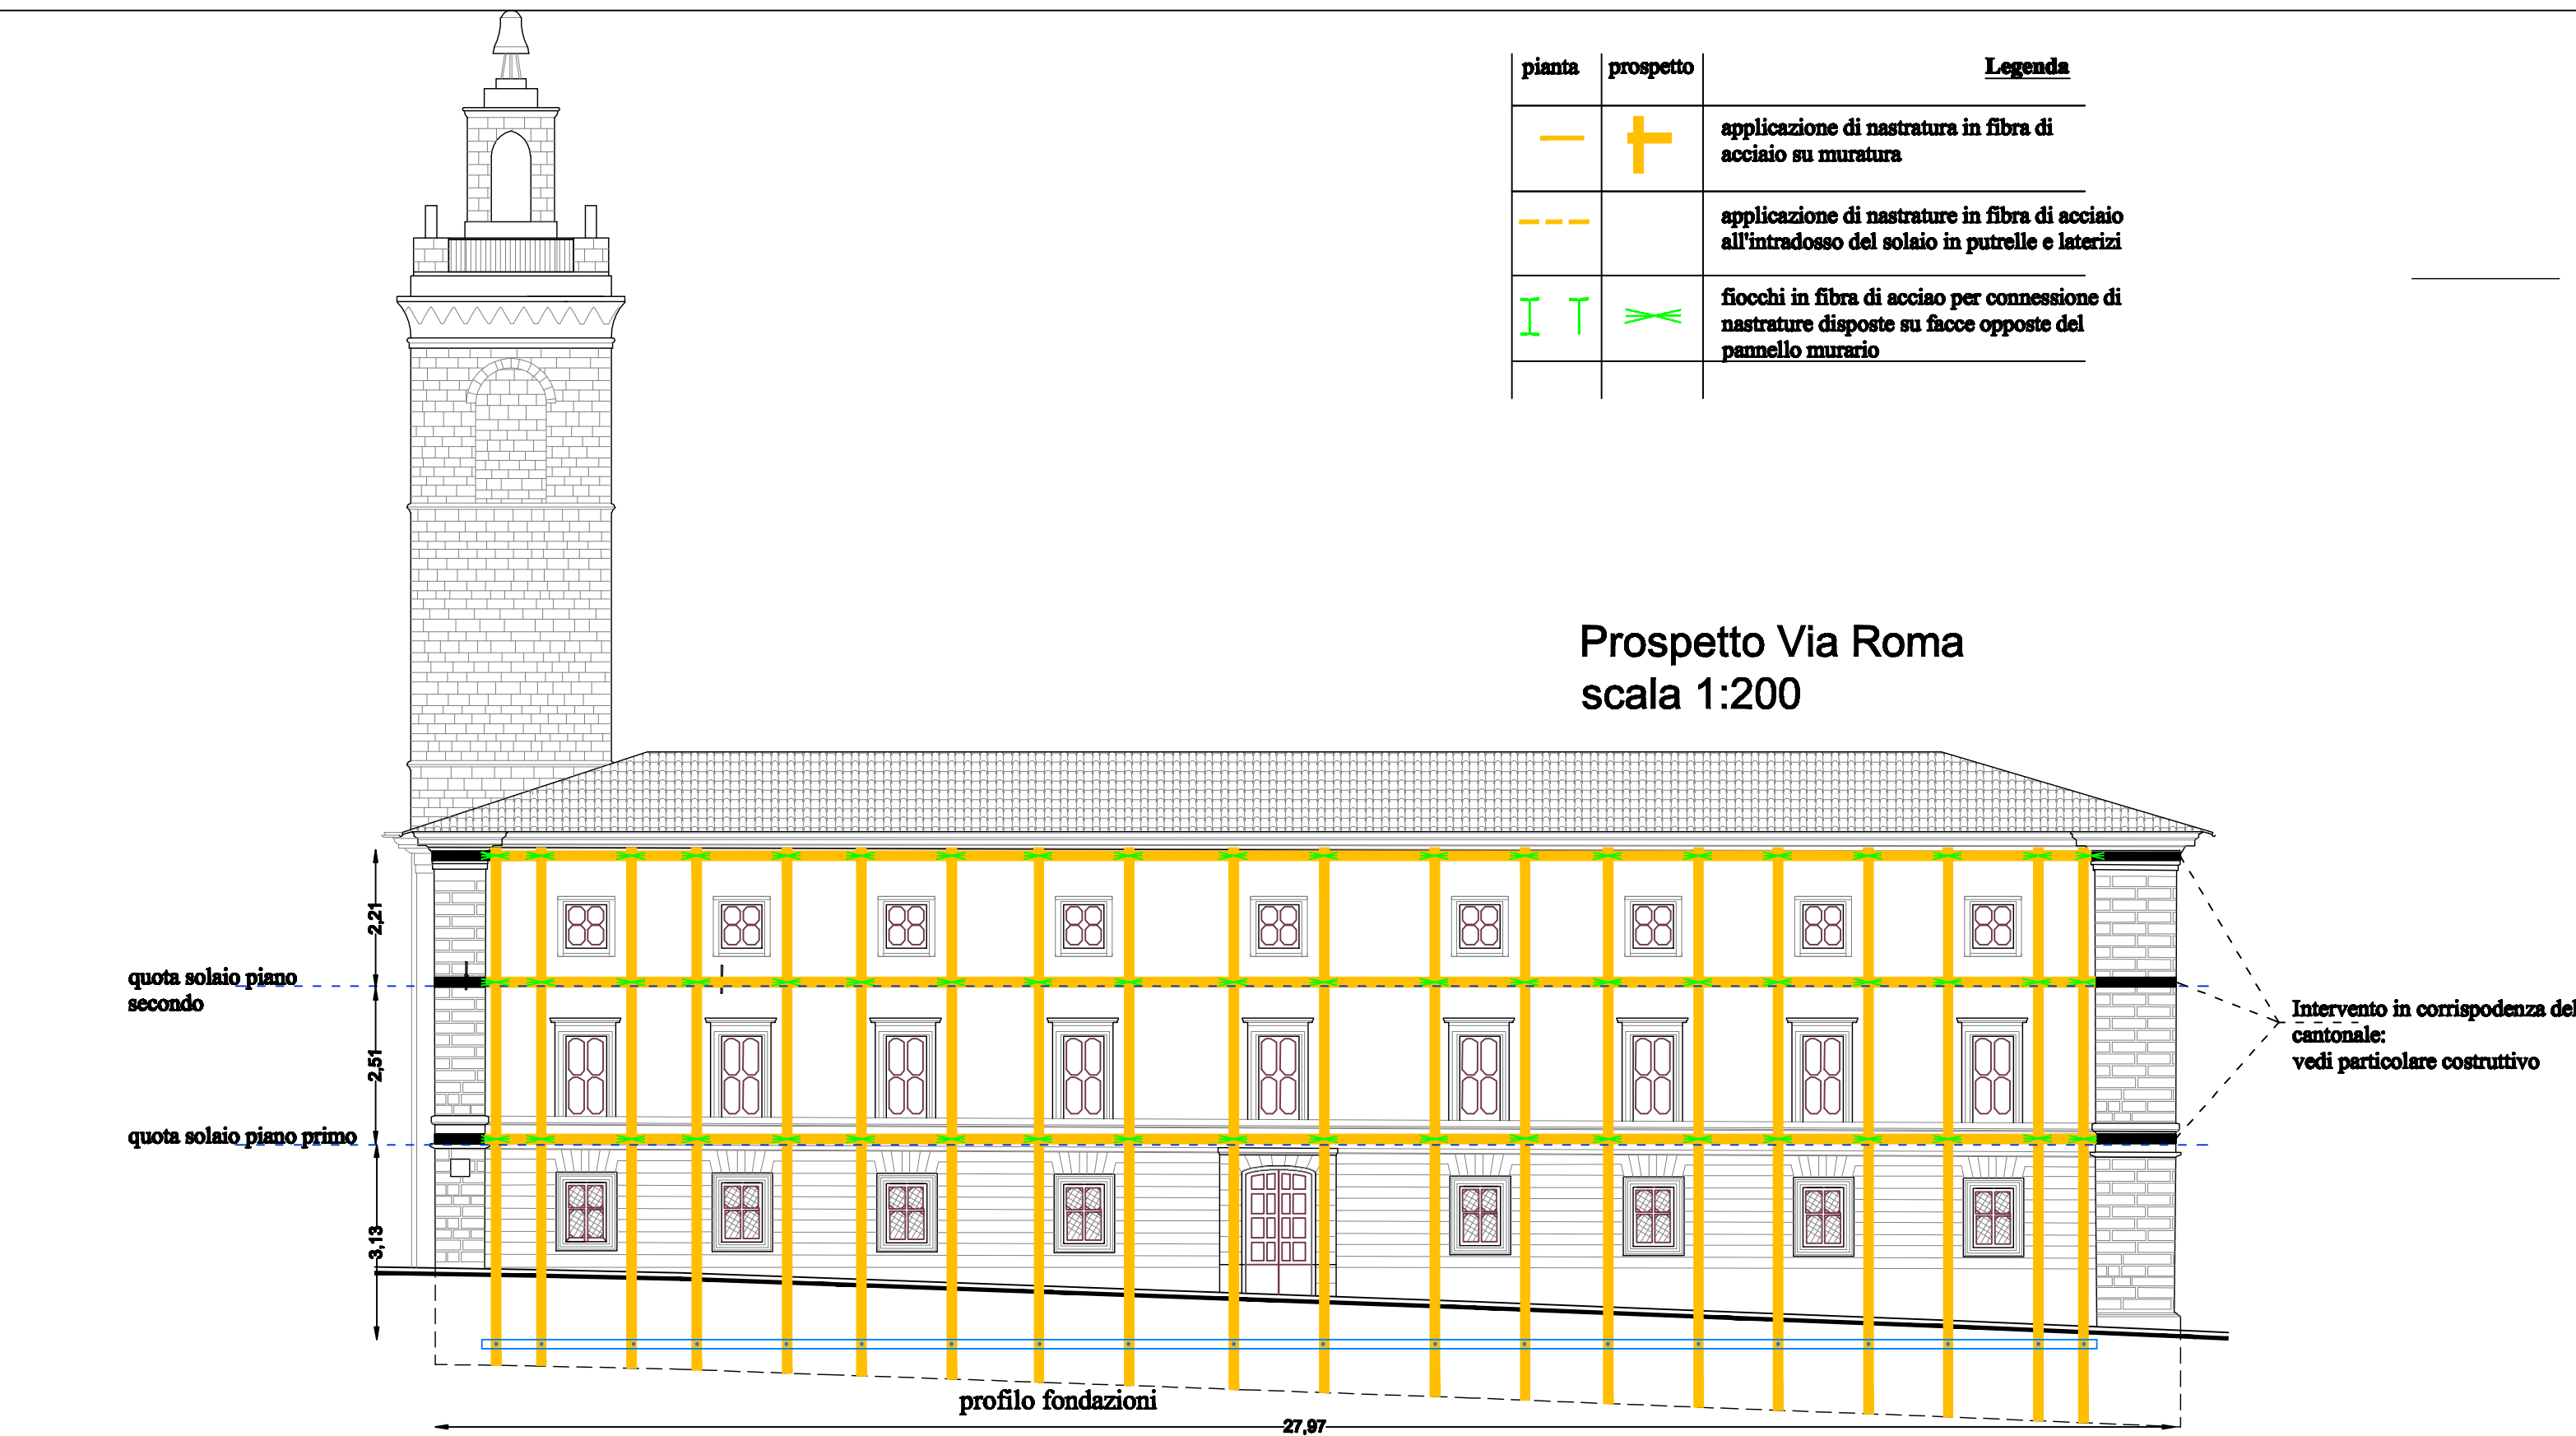 pianta prospetto Legenda
applicazione di nastratura in fibra di
acciaio su muratura
applicazione di nastrature in fibra di acciaio
all'intradosso del solaio in putrelle e laterizi
fiocchi in fibra di acciao per connessione di
nastrature disposte su facce opposte del
pannello murario
Prospetto Via Roma
scala 1:200
2,21
quota solaio piano
secondo
2,51
Intervento in corrispodenza del
cantonale:
vedi particolare costruttivo
quota solaio piano primo
3,13
profilo fondazioni
27,97